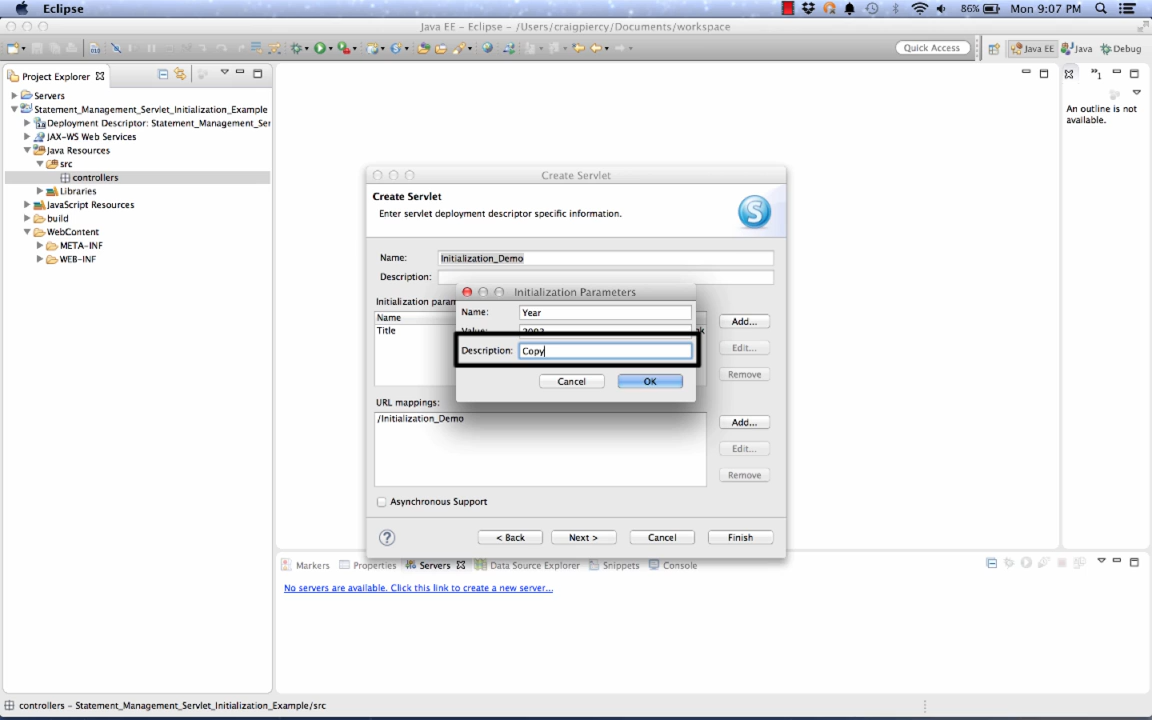 Eclipse 86% Mon 9:07 PM
Java EE - Eclipse - /Users/craigpiercy/Documents/workspace
Quick Access Java EE Java Debug
Project Explorer
Servers
Statement_Management_Servlet_Initialization_Example
Deployment Descriptor: Statement_Management_Ser
JAX-WS Web Services
Java Resources
src
controllers
Libraries
JavaScript Resources
build
WebContent
META-INF
WEB-INF
1
An outline is not
available.
Create Servlet
Create Servlet
Enter servlet deployment descriptor specific information.
S
Name: Initialization_Demo
Description:
Initialization param
Name
Title
Add...
Edit...
Remove
Initialization Parameters
Name: Year
Description: Copy
Cancel OK
URL mappings:
/Initialization_Demo
Add...
Edit...
Remove
Asynchronous Support
? < Back Next > Cancel Finish
Markers Properties Servers Data Source Explorer Snippets Console
No servers are available. Click this link to create a new server...
controllers - Statement_Management_Servlet_Initialization_Example/src